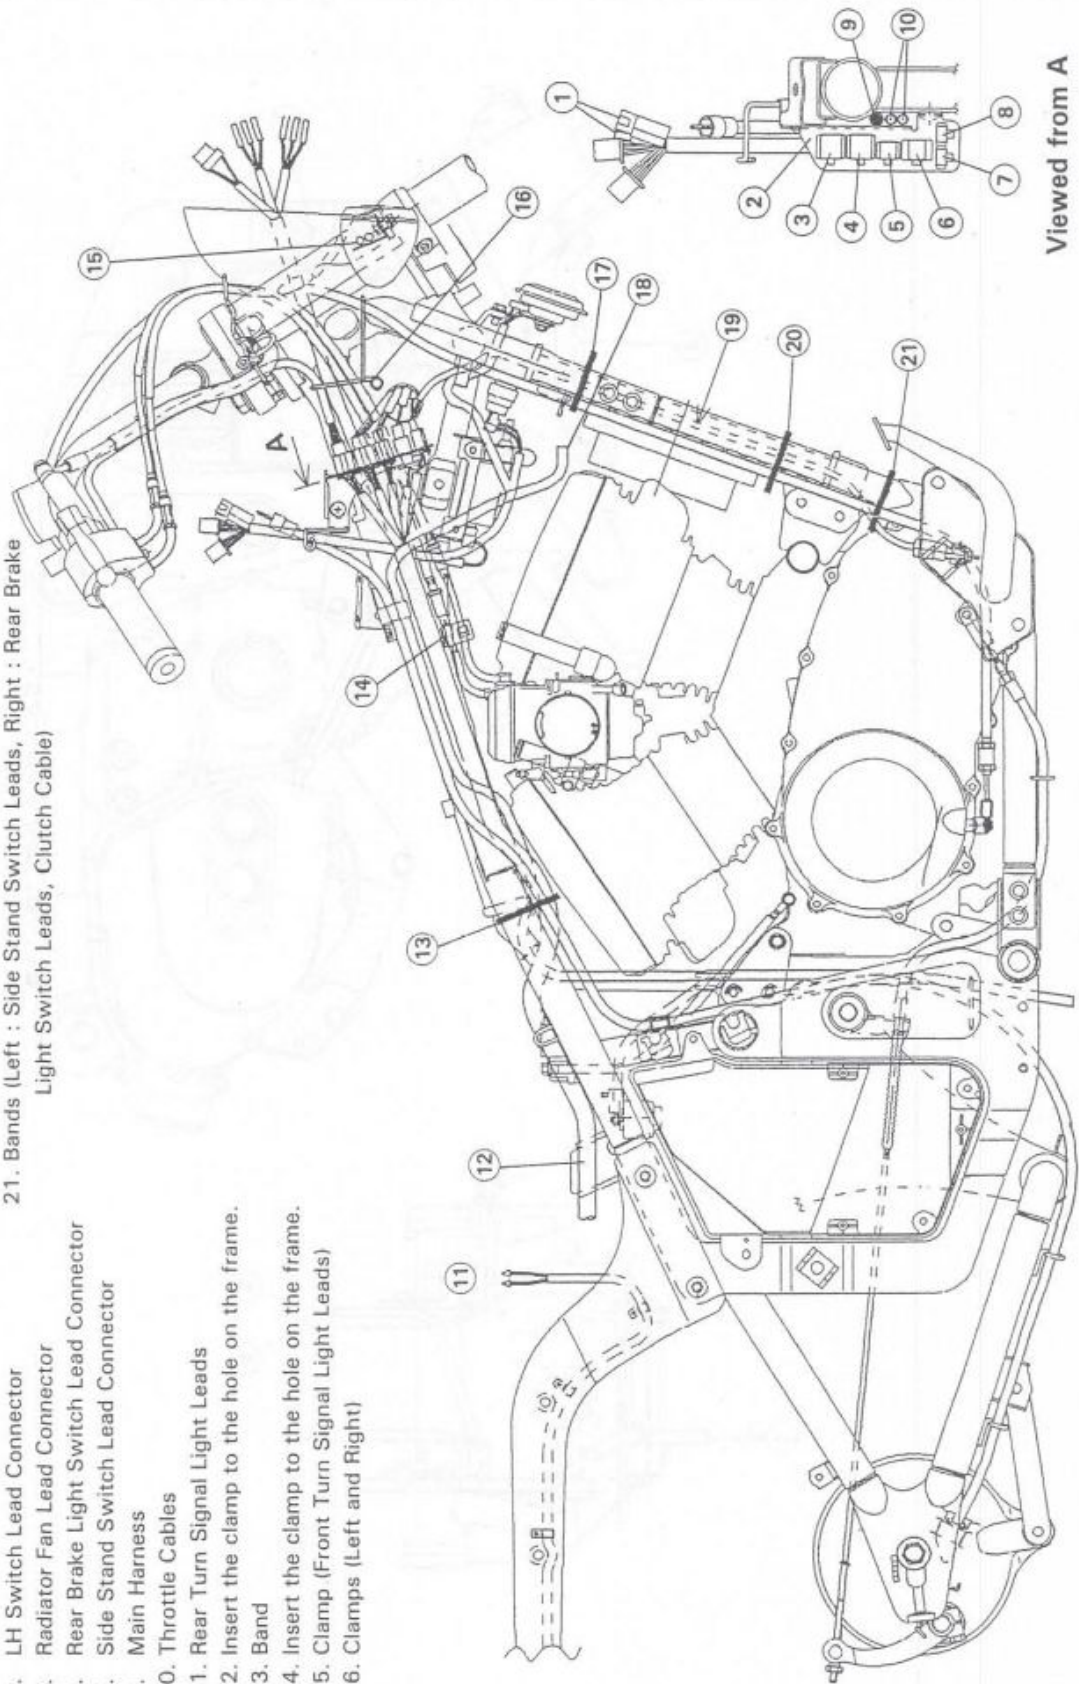 . LH Switch Lead Connector
. Radiator Fan Lead Connector
. Rear Brake Light Switch Lead Connector
. Side Stand Switch Lead Connector
. Main Harness
0. Throttle Cables
1. Rear Turn Signal Light Leads
2. Insert the clamp to the hole on the frame.
3. Band
4. Insert the clamp to the hole on the frame.
5. Clamp (Front Turn Signal Light Leads)
6. Clamps (Left and Right)
21. Bands (Left : Side Stand Switch Leads, Right : Rear Brake
Light Switch Leads, Clutch Cable)
11
12
13
14
15
16
A
17
18
19
20
21
1
2
3
4
5
6
7
8
9
10
Viewed from A